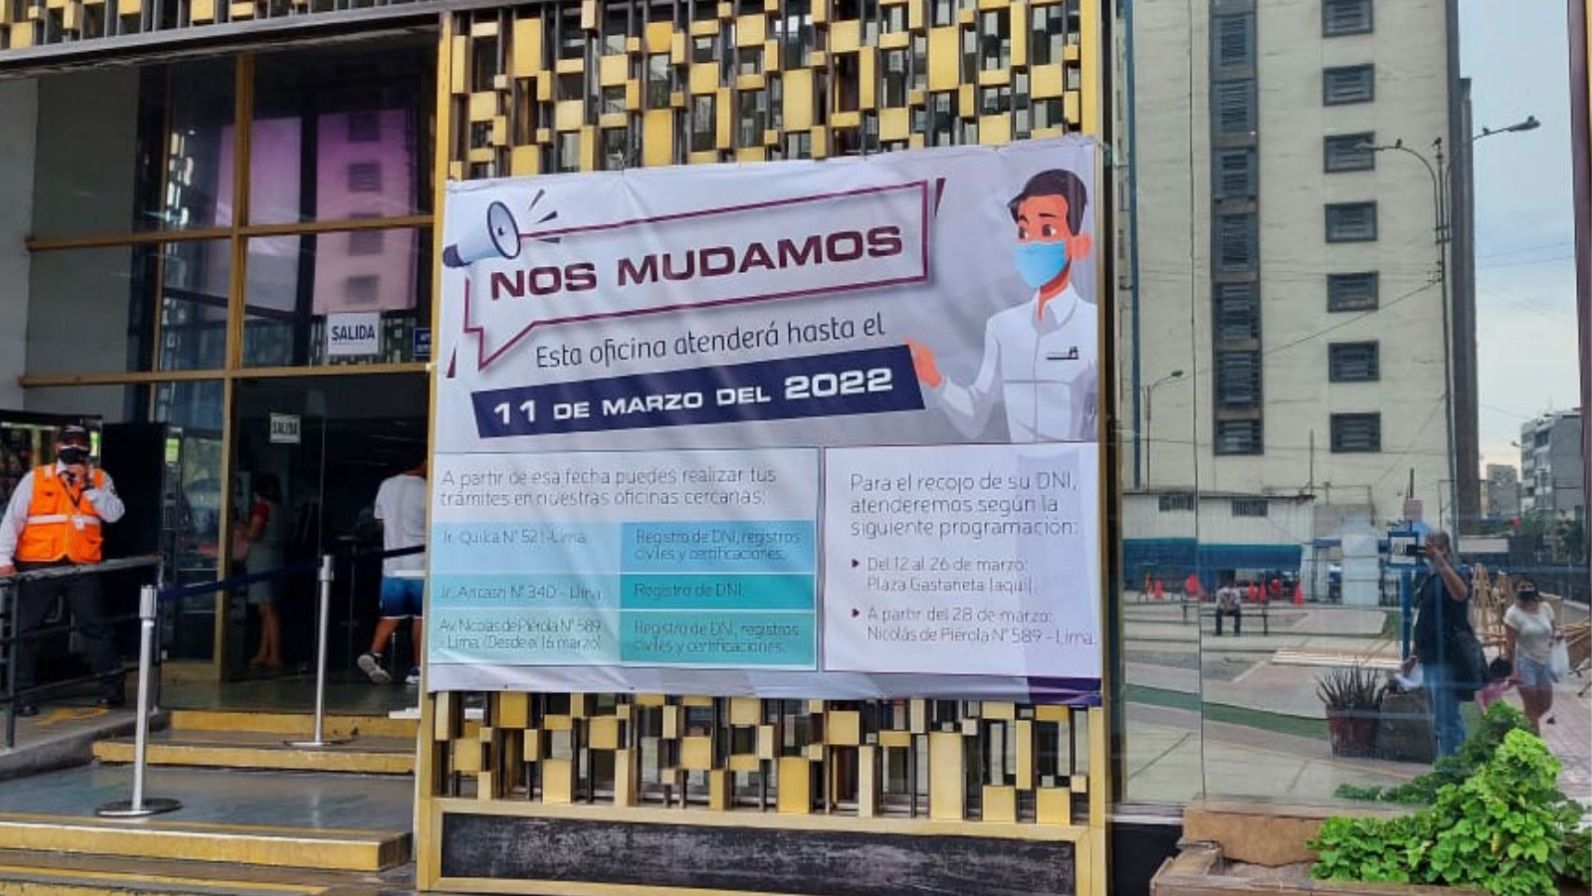 NOS MUDAMOS
Esta oficina atenderá hasta el
11 DE MARZO DEL 2022
A partir de esa fecha puedes realizar tus
trámites en nuestras oficinas cercanas:
Jr. Quilca N° 521-Lima
Registro de DNI, registros
civiles y certificaciones.
Jr. Ancash N° 340 - Lima
Registro de DNI.
Av. Nicolás de Piérola N° 589
- Lima. (Desde el 16 marzo)
Registro de DNI, registros
civiles y certificaciones.
Para el recojo de su DNI,
atenderemos según la
siguiente programación:
Del 12 al 26 de marzo:
Plaza Gastañeta (aquí).
A partir del 28 de marzo:
Nicolás de Piérola N° 589 - Lima.
SALIDA
SALIDA